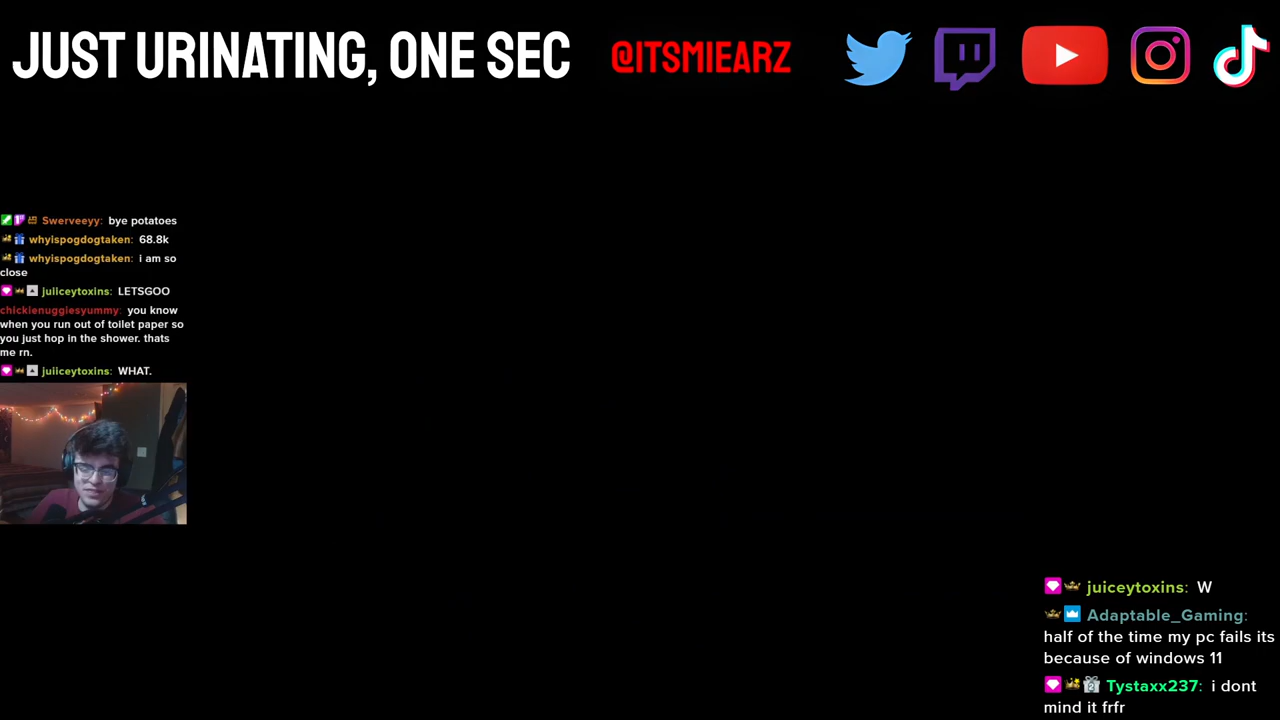 JUST URINATING, ONE SEC @ITSMIEARZ
Swerveeyy: bye potatoes
whyispogdogtaken: 68.8k
whyispogdogtaken: i am so
close
juiiceytoxins: LETSGOO
chickienuggiesyummy: you know
when you run out of toilet paper so
you just hop in the shower. thats
me rn.
juiiceytoxins: WHAT.
juiceytoxins: W
Adaptable_Gaming:
half of the time my pc fails its
because of windows 11
2 Tystaxx237: i dont
mind it frfr